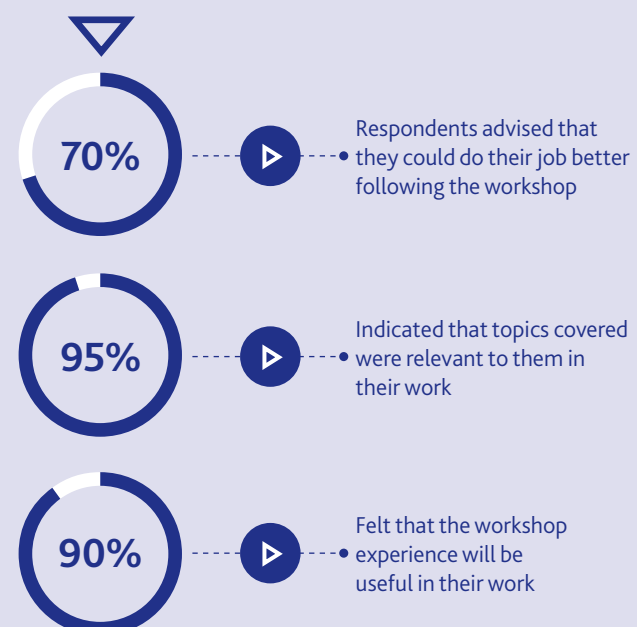 70%
Respondents advised that
they could do their job better
following the workshop
95%
Indicated that topics covered
were relevant to them in
their work
90%
Felt that the workshop
experience will be
useful in their work